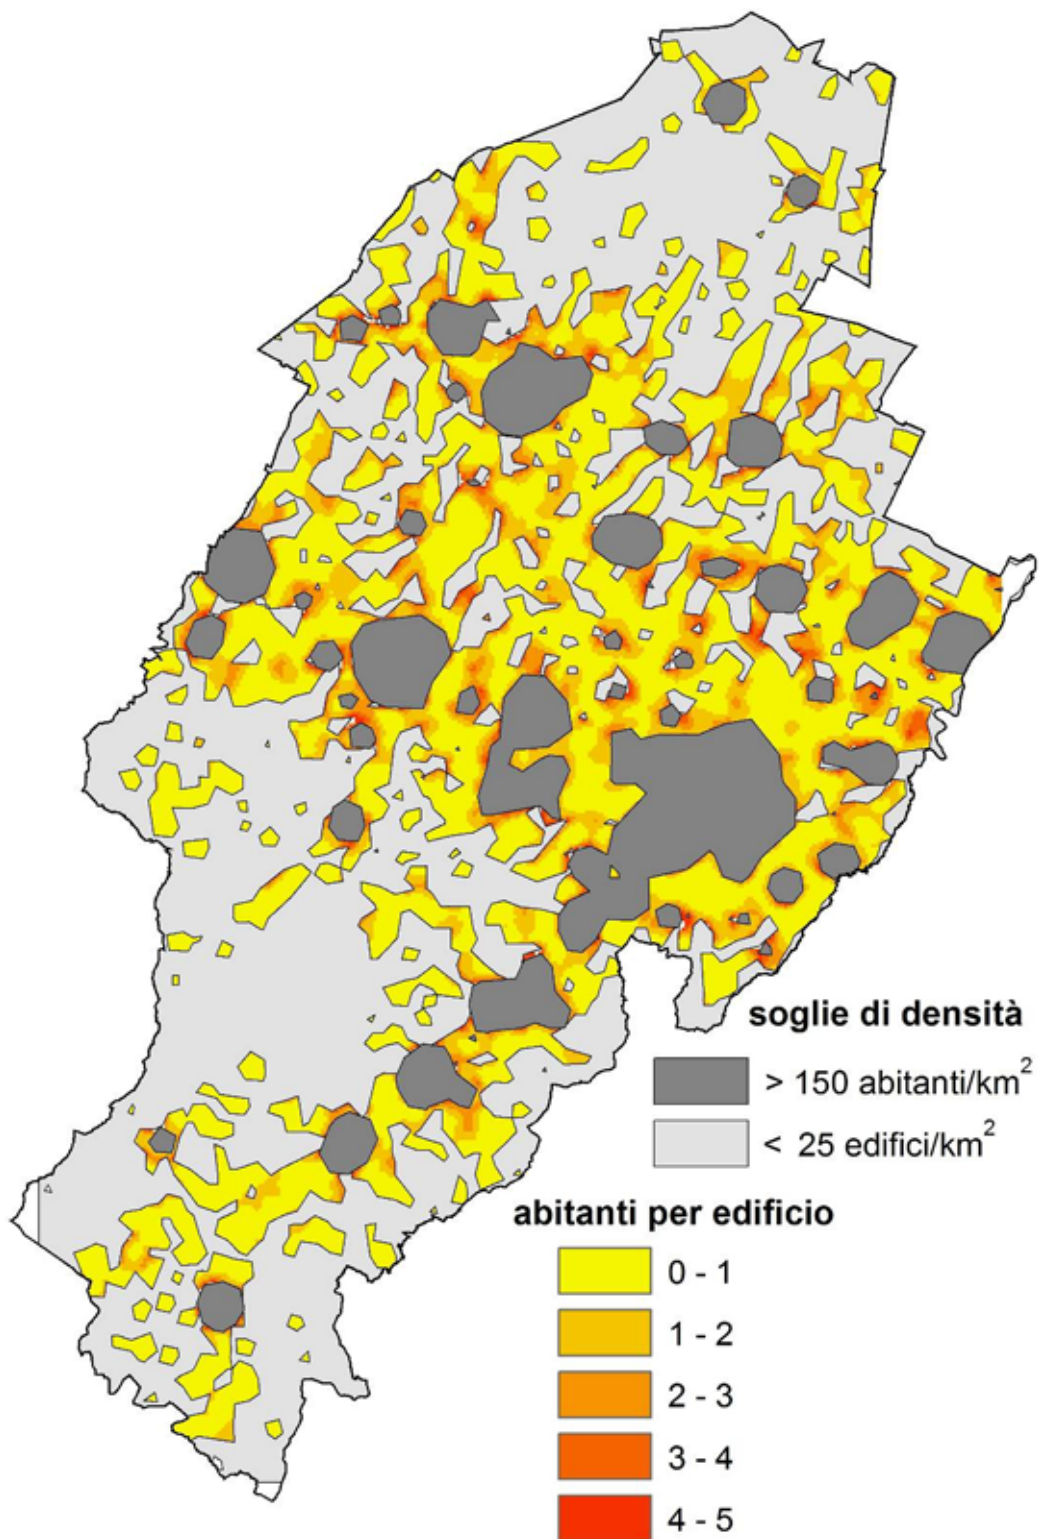 soglie di densità
> 150 abitanti/km²
< 25 edifici/km²
abitanti per edificio
0 - 1
1 - 2
2 - 3
3 - 4
4 - 5